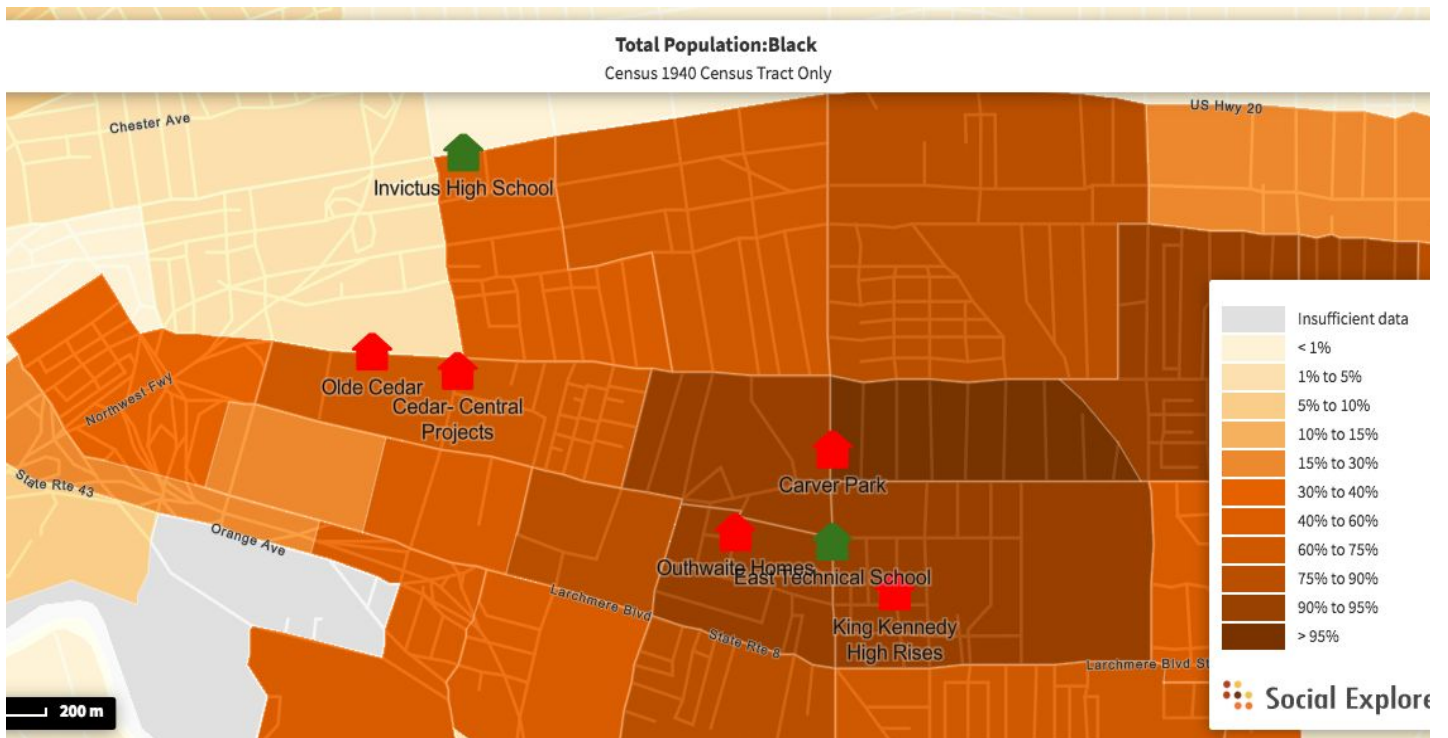 Total Population:Black
Census 1940 Census Tract Only
Chester Ave
US Hwy 20
Invictus High School
Olde Cedar
Cedar- Central
Projects
Northwest Fwy
Carver Park
State Rte 43
Orange Ave
Outhwaite Homes
East Technical School
Larchmere Blvd
King Kennedy
High Rises
State Rte 8
Larchmere Blvd St
Insufficient data
< 1%
1% to 5%
5% to 10%
10% to 15%
15% to 30%
30% to 40%
40% to 60%
60% to 75%
75% to 90%
90% to 95%
> 95%
200 m
Social Explore